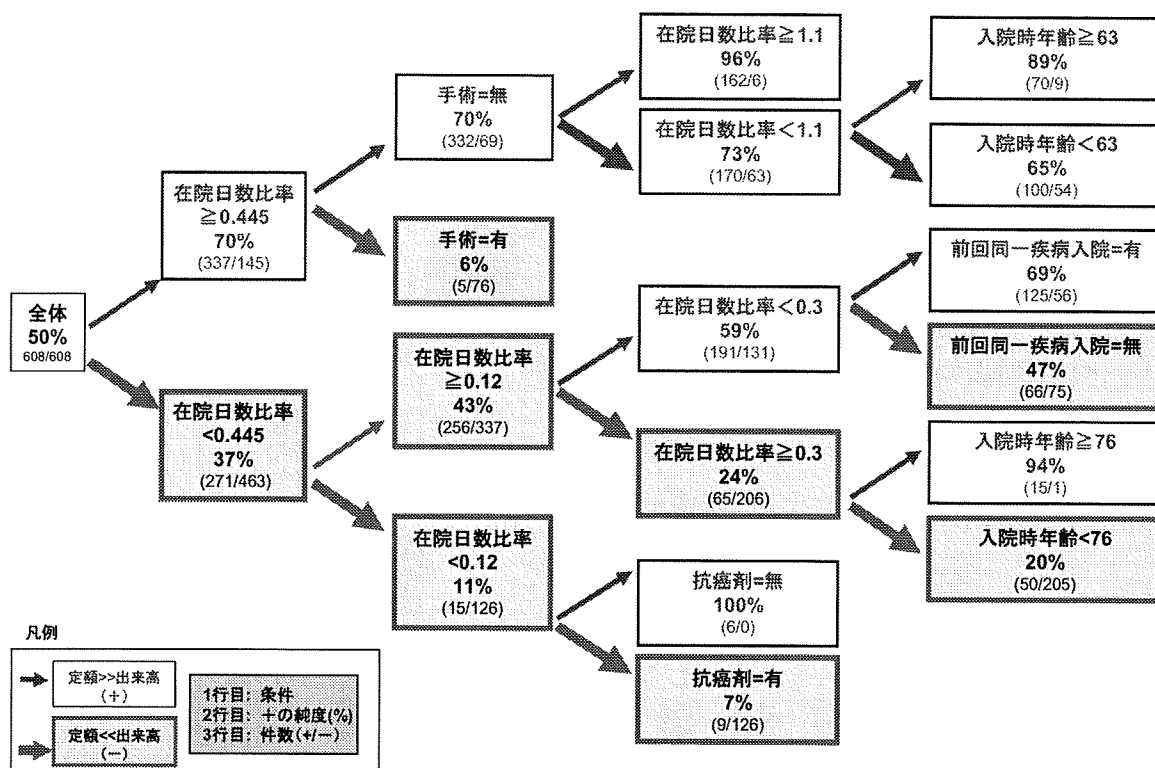 全体
50%
608/608
在院日数比率
≧0.445
70%
(337/145)
在院日数比率
<0.445
37%
(271/463)
手術=無
70%
(332/69)
手術=有
6%
(5/76)
在院日数比率
≧0.12
43%
(256/337)
在院日数比率
<0.12
11%
(15/126)
在院日数比率≧1.1
96%
(162/6)
在院日数比率<1.1
73%
(170/63)
在院日数比率<0.3
59%
(191/131)
在院日数比率≧0.3
24%
(65/206)
抗癌剤=無
100%
(6/0)
抗癌剤=有
7%
(9/126)
入院時年齢≧63
89%
(70/9)
入院時年齢<63
65%
(100/54)
前回同一疾病入院=有
69%
(125/56)
前回同一疾病入院=無
47%
(66/75)
入院時年齢≧76
94%
(15/1)
入院時年齢<76
20%
(50/205)
凡例
定額>>出来高
(+)
定額<<出来高
(ー)
1行目: 条件
2行目: +の純度(%)
3行目: 件数(+/ー)